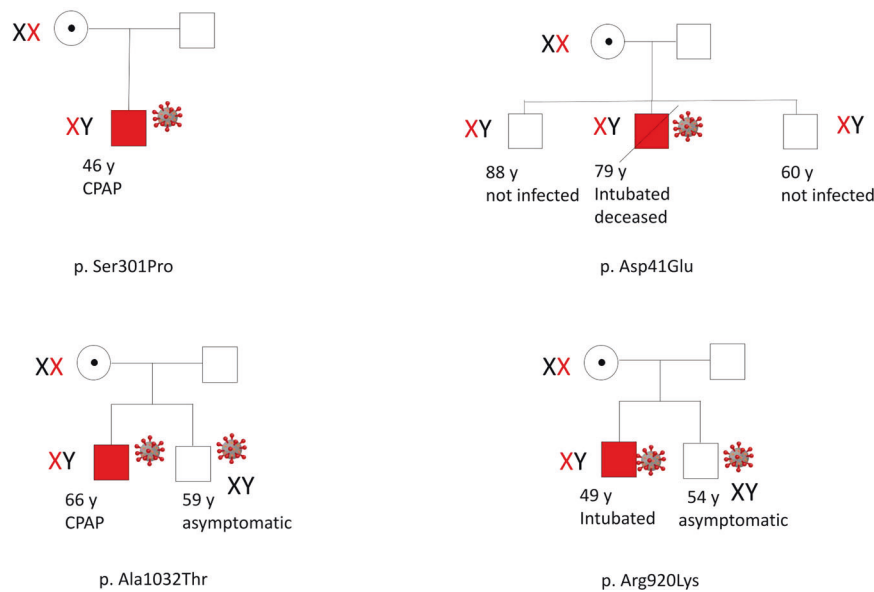 XX
XY
46 y
CPAP
p. Ser301Pro
XX
XY
XY
XY
88 y
not infected
79 y
Intubated
deceased
60 y
not infected
p. Asp41Glu
XX
XY
66 y
CPAP
XY
59 y
asymptomatic
p. Ala1032Thr
XX
XY
49 y
Intubated
XY
54 y
asymptomatic
p. Arg920Lys